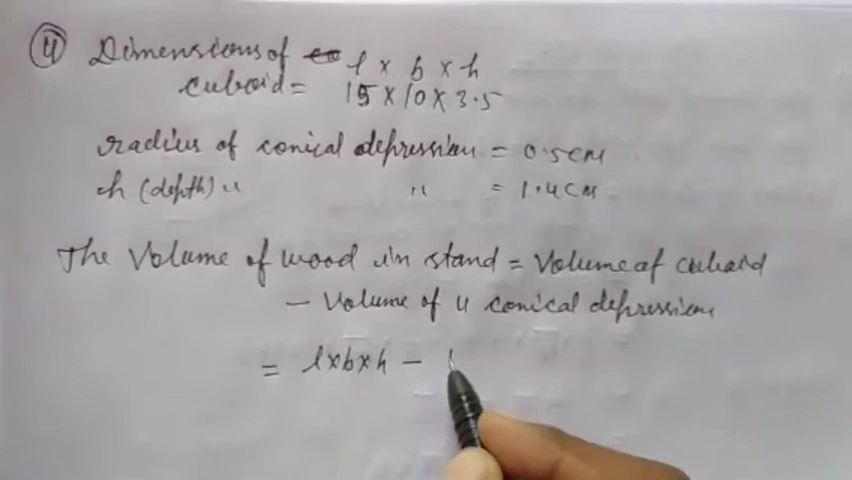 4 Dimensions of l × b × h
cuboid = 15 × 10 × 3.5
radius of conical depression = 0.5cm
h (depth) " " = 1.4cm
The Volume of wood in stand = Volume of cuboid
- Volume of 4 conical depressions
= l×b×h -